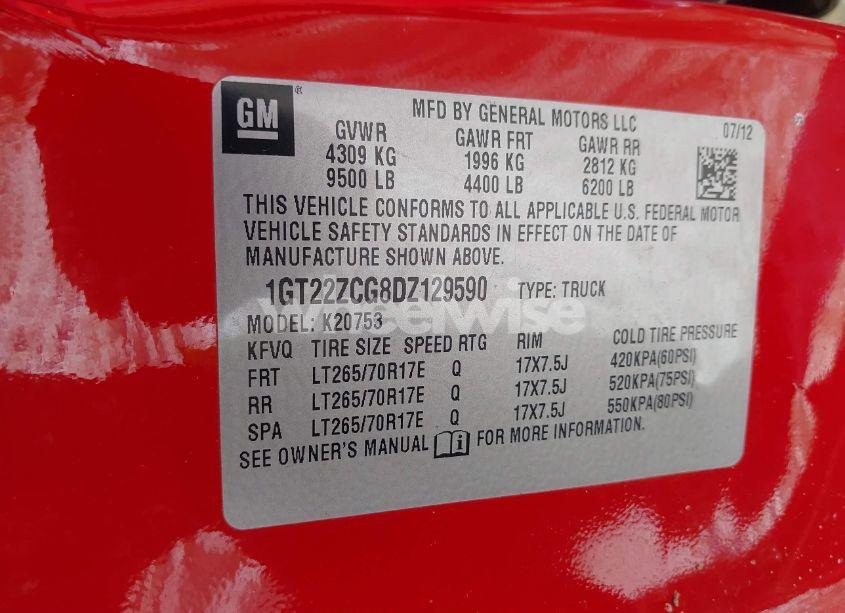 GM ®
MFD BY GENERAL MOTORS LLC
07/12
GVWR GAWR FRT GAWR RR
4309 KG 1996 KG 2812 KG
9500 LB 4400 LB 6200 LB
THIS VEHICLE CONFORMS TO ALL APPLICABLE U.S. FEDERAL MOTOR
VEHICLE SAFETY STANDARDS IN EFFECT ON THE DATE OF
MANUFACTURE SHOWN ABOVE.
1GT22ZCG8DZ129590 TYPE: TRUCK
MODEL: K20753
KFVQ TIRE SIZE SPEED RTG RIM COLD TIRE PRESSURE
FRT LT265/70R17E Q 17X7.5J 420KPA(60PSI)
RR LT265/70R17E Q 17X7.5J 520KPA(75PSI)
SPA LT265/70R17E Q 17X7.5J 550KPA(80PSI)
SEE OWNER'S MANUAL i FOR MORE INFORMATION.